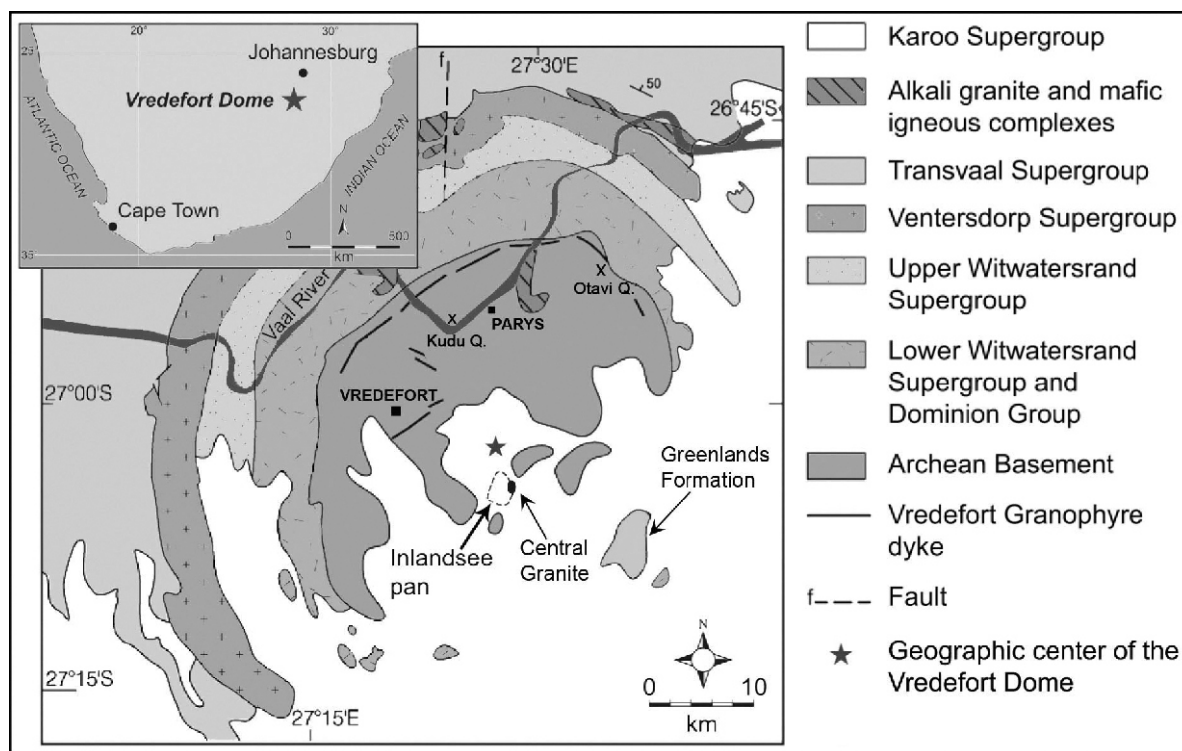 20°
30°
25
Johannesburg
Vredefort Dome
ATLANTIC OCEAN
INDIAN OCEAN
Cape Town
N
0 500
km
35
f
27°30'E
50
26°45'S
Vaal River
X
Otavi Q.
X
Kudu Q.
PARYS
27°00'S
VREDEFORT
Greenlands
Formation
Inlandsee
pan
Central
Granite
N
0 10
km
27°15'S
27°15'E
Karoo Supergroup
Alkali granite and mafic
igneous complexes
Transvaal Supergroup
Ventersdorp Supergroup
Upper Witwatersrand
Supergroup
Lower Witwatersrand
Supergroup and
Dominion Group
Archean Basement
Vredefort Granophyre
dyke
f Fault
Geographic center of the
Vredefort Dome